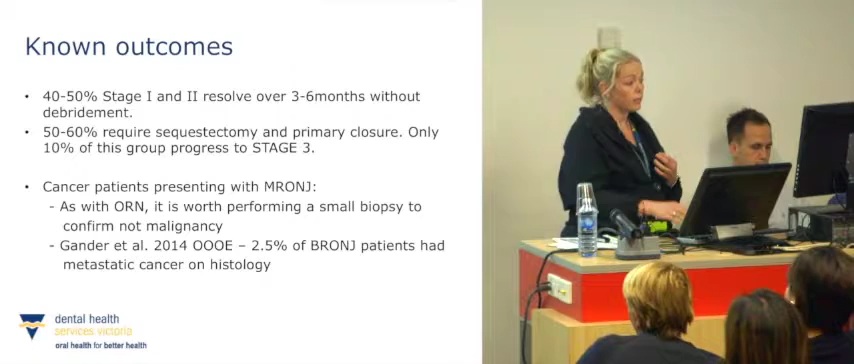 Known outcomes
• 40-50% Stage I and II resolve over 3-6months without
debridement.
• 50-60% require sequestectomy and primary closure. Only
10% of this group progress to STAGE 3.
• Cancer patients presenting with MRONJ:
- As with ORN, it is worth performing a small biopsy to
confirm not malignancy
- Gander et al. 2014 OOOE – 2.5% of BRONJ patients had
metastatic cancer on histology
dental health
services victoria
oral health for better health